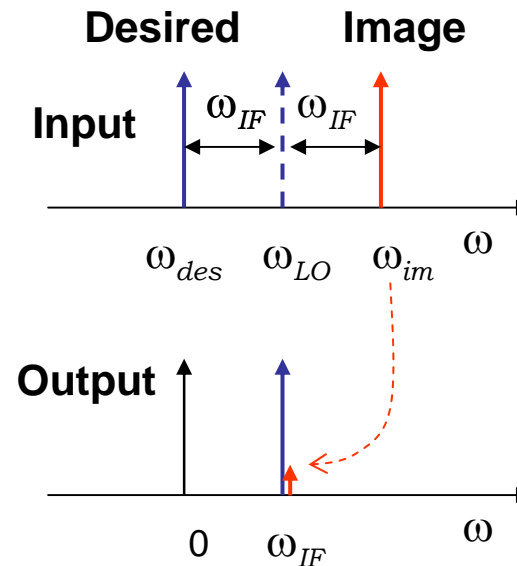 Desired Image
ω_IF ω_IF
Input
ω_des ω_LO ω_im ω
Output
0 ω_IF ω